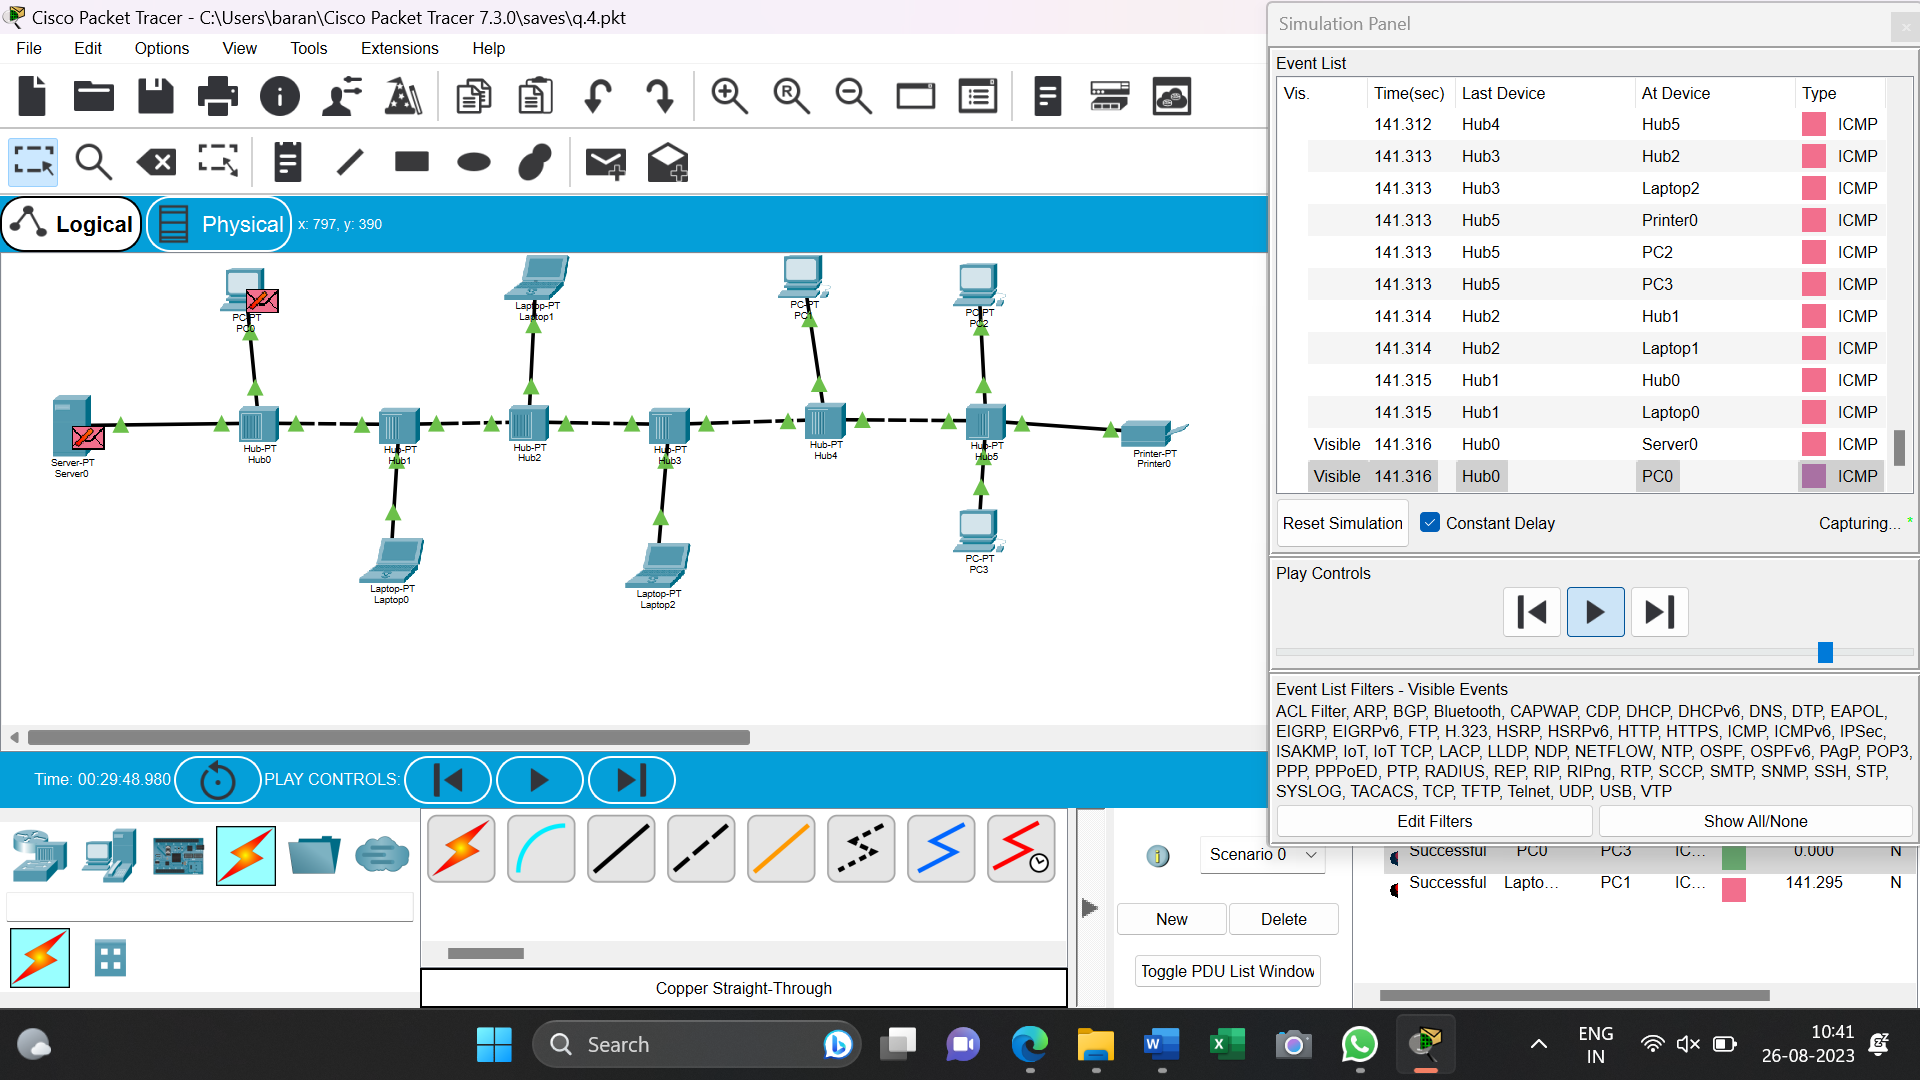 Cisco Packet Tracer - C:\Users\baran\Cisco Packet Tracer 7.3.0\saves\q.4.pkt
File Edit Options View Tools Extensions Help
Logical
Physical
x: 797, y: 390
PC-PT
PC0
Laptop-PT
Laptop1
PC-PT
PC1
PC-PT
PC2
Server-PT
Server0
Hub-PT
Hub0
Hub-PT
Hub1
Hub-PT
Hub2
Hub-PT
Hub3
Hub-PT
Hub4
Hub-PT
Hub5
Printer-PT
Printer0
Laptop-PT
Laptop0
Laptop-PT
Laptop2
PC-PT
PC3
Time: 00:29:48.980
PLAY CONTROLS:
Copper Straight-Through
Scenario 0
New
Delete
Toggle PDU List Window
Simulation Panel
Event List
Vis. Time(sec) Last Device At Device Type
141.312 Hub4 Hub5 ICMP
141.313 Hub3 Hub2 ICMP
141.313 Hub3 Laptop2 ICMP
141.313 Hub5 Printer0 ICMP
141.313 Hub5 PC2 ICMP
141.313 Hub5 PC3 ICMP
141.314 Hub2 Hub1 ICMP
141.314 Hub2 Laptop1 ICMP
141.315 Hub1 Hub0 ICMP
141.315 Hub1 Laptop0 ICMP
Visible 141.316 Hub0 Server0 ICMP
Visible 141.316 Hub0 PC0 ICMP
Reset Simulation
Constant Delay
Capturing... *
Play Controls
Event List Filters - Visible Events
ACL Filter, ARP, BGP, Bluetooth, CAPWAP, CDP, DHCP, DHCPv6, DNS, DTP, EAPOL,
EIGRP, EIGRPv6, FTP, H.323, HSRP, HSRPv6, HTTP, HTTPS, ICMP, ICMPv6, IPSec,
ISAKMP, IoT, IoT TCP, LACP, LLDP, NDP, NETFLOW, NTP, OSPF, OSPFv6, PAgP, POP3,
PPP, PPPoED, PTP, RADIUS, REP, RIP, RIPng, RTP, SCCP, SMTP, SNMP, SSH, STP,
SYSLOG, TACACS, TCP, TFTP, Telnet, UDP, USB, VTP
Edit Filters
Show All/None
Successful PC0 PC3 IC... 0.000 N
Successful Lapto... PC1 IC... 141.295 N
Search
ENG
IN
10:41
26-08-2023